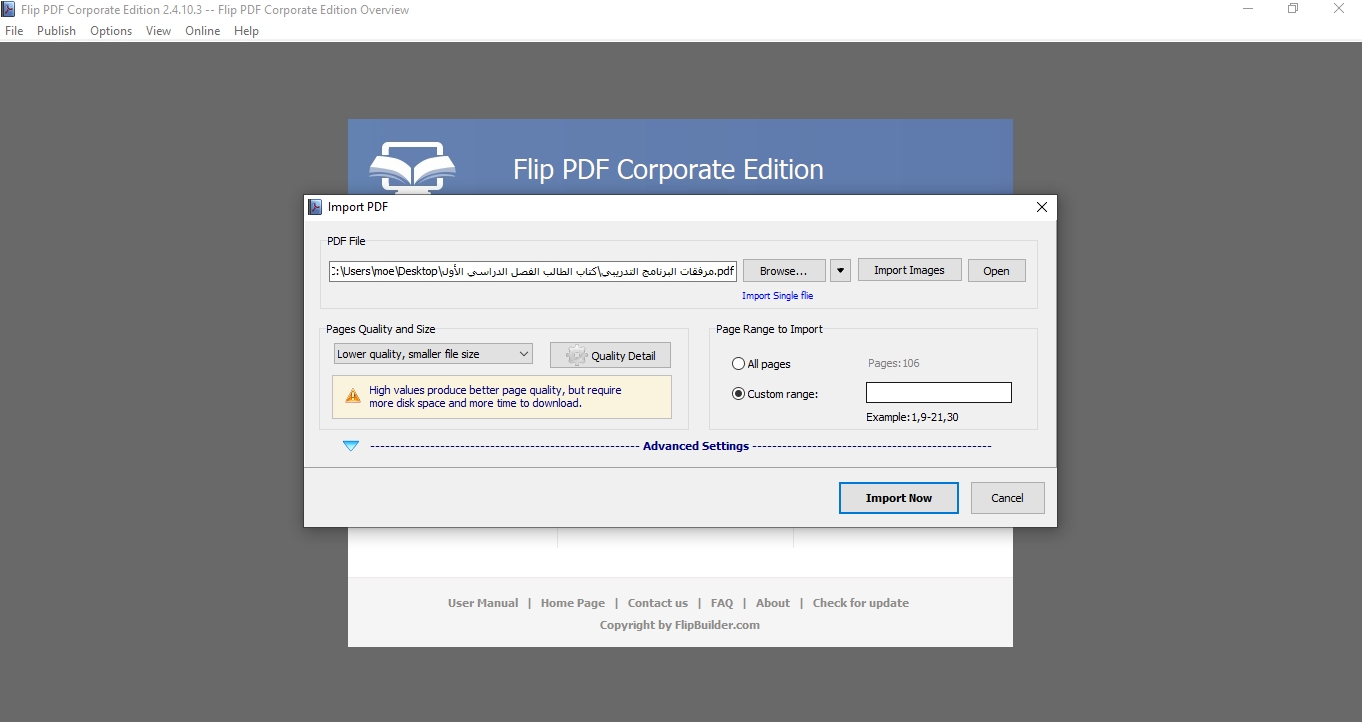 Flip PDF Corporate Edition 2.4.10.3 -- Flip PDF Corporate Edition Overview
File Publish Options View Online Help
Flip PDF Corporate Edition
Import PDF
PDF File
:\Users\moe\Desktop\مرفقات البرنامج التدريبي\كتاب الطالب الفصل الدراسي الأول.pdf
Browse... Import Images Open
Import Single flie
Pages Quality and Size
Page Range to Import
Lower quality, smaller file size
Quality Detail
All pages
Pages:106
High values produce better page quality, but require
more disk space and more time to download.
Custom range:
Example:1,9-21,30
Advanced Settings
Import Now Cancel
User Manual | Home Page | Contact us | FAQ | About | Check for update
Copyright by FlipBuilder.com